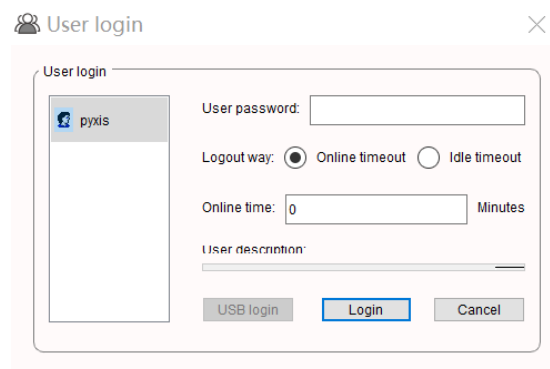 User login
User login
pyxis
User password:
Logout way: Online timeout Idle timeout
Online time: 0 Minutes
User description:
USB login Login Cancel